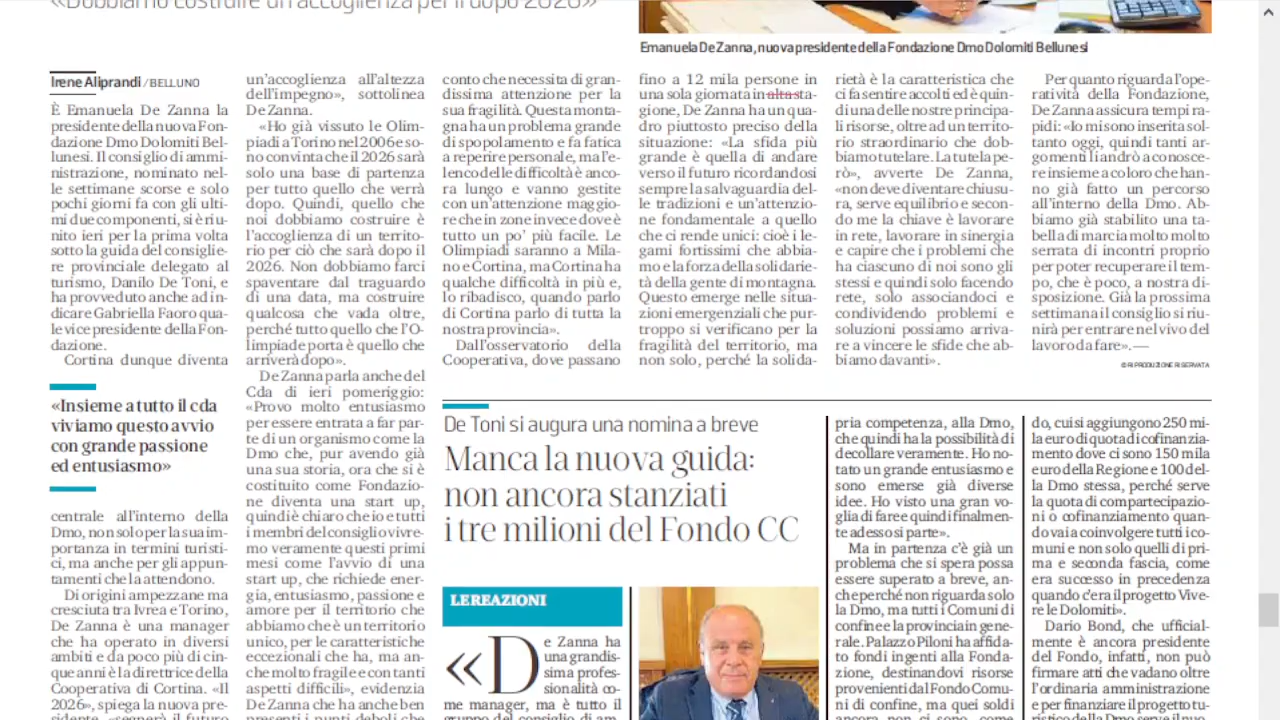 «Dobbiamo costruire un'accoglienza per il dopo 2026»
Emanuela De Zanna, nuova presidente della Fondazione Dmo Dolomiti Bellunesi
Irene Aliprandi / BELLUNO
È Emanuela De Zanna la
presidente della nuova Fon-
dazione Dmo Dolomiti Bel-
lunesi. Il consiglio di ammi-
nistrazione, nominato nel-
le settimane scorse e solo
pochi giorni fa con gli ulti-
mi due componenti, si è riu-
nito ieri per la prima volta
sotto la guida del consiglie-
re provinciale delegato al
turismo, Danilo De Toni, e
ha provveduto anche ad in-
dicare Gabriella Faoro qua-
le vice presidente della Fon-
dazione.
Cortina dunque diventa
«Insieme a tutto il cda
viviamo questo avvio
con grande passione
ed entusiasmo»
centrale all'interno della
Dmo, non solo per la sua im-
portanza in termini turisti-
ci, ma anche per gli appun-
tamenti che la attendono.
Di origini ampezzane ma
cresciuta tra Ivrea e Torino,
De Zanna è una manager
che ha operato in diversi
ambiti e da poco più di cin-
que anni è la direttrice della
Cooperativa di Cortina. «Il
2026», spiega la nuova pre-
sidente, «segnerà il futuro
un'accoglienza all'altezza
dell'impegno», sottolinea
De Zanna.
«Ho già vissuto le Olim-
piadi a Torino nel 2006 e so-
no convinta che il 2026 sarà
solo una base di partenza
per tutto quello che verrà
dopo. Quindi, quello che
noi dobbiamo costruire è
l'accoglienza di un territo-
rio per ciò che sarà dopo il
2026. Non dobbiamo farci
spaventare dal traguardo
di una data, ma costruire
qualcosa che vada oltre,
perché tutto quello che l'O-
limpiade porta è quello che
arriverà dopo».
De Zanna parla anche del
Cda di ieri pomeriggio:
«Provo molto entusiasmo
per essere entrata a far par-
te di un organismo come la
Dmo che, pur avendo già
una sua storia, ora che si è
costituito come Fondazio-
ne diventa una start up,
quindi è chiaro che io e tutti
i membri del consiglio vivre-
mo veramente questi primi
mesi come l'avvio di una
start up, che richiede ener-
gia, entusiasmo, passione e
amore per il territorio che
abbiamo che è un territorio
unico, per le caratteristiche
eccezionali che ha, ma an-
che molto fragile e con tanti
aspetti difficili», evidenzia
De Zanna che ha anche ben
presenti i punti deboli che
conto che necessita di gran-
dissima attenzione per la
sua fragilità. Questa monta-
gna ha un problema grande
di spopolamento e fa fatica
a reperire personale, ma l'e-
lenco delle difficoltà è anco-
ra lungo e vanno gestite
con un'attenzione maggio-
re che in zone invece dove è
tutto un po' più facile. Le
Olimpiadi saranno a Mila-
no e Cortina, ma Cortina ha
qualche difficoltà in più e,
lo ribadisco, quando parlo
di Cortina parlo di tutta la
nostra provincia».
Dall'osservatorio della
Cooperativa, dove passano
fino a 12 mila persone in
una sola giornata in alta sta-
gione, De Zanna ha un qua-
dro piuttosto preciso della
situazione: «La sfida più
grande è quella di andare
verso il futuro ricordandosi
sempre la salvaguardia del-
le tradizioni e un'attenzio-
ne fondamentale a quello
che ci rende unici: cioè i le-
gami fortissimi che abbia-
mo e la forza della solidarie-
tà della gente di montagna.
Questo emerge nelle situa-
zioni emergenziali che pur-
troppo si verificano per la
fragilità del territorio, ma
non solo, perché la solida-
rietà è la caratteristica che
ci fa sentire accolti ed è quin-
di una delle nostre principa-
li risorse, oltre ad un territo-
rio straordinario che dob-
biamo tutelare. La tutela pe-
rò», avverte De Zanna,
«non deve diventare chiusu-
ra, serve equilibrio e secon-
do me la chiave è lavorare
in rete, lavorare in sinergia
e capire che i problemi che
ha ciascuno di noi sono gli
stessi e quindi solo facendo
rete, solo associandoci e
condividendo problemi e
soluzioni possiamo arriva-
re a vincere le sfide che ab-
biamo davanti».
Per quanto riguarda l'ope-
ratività della Fondazione,
De Zanna assicura tempi ra-
pidi: «Io mi sono inserita sol-
tanto oggi, quindi tanti ar-
gomenti li andrò a conosce-
re insieme a coloro che han-
no già fatto un percorso
all'interno della Dmo. Ab-
biamo già stabilito una ta-
bella di marcia molto molto
serrata di incontri proprio
per poter recuperare il tem-
po, che è poco, a nostra di-
sposizione. Già la prossima
settimana il consiglio si riu-
nirà per entrare nel vivo del
lavoro da fare». —
© RIPRODUZIONE RISERVATA
De Toni si augura una nomina a breve
Manca la nuova guida:
non ancora stanziati
i tre milioni del Fondo CC
LE REAZIONI
«De Zanna ha
una grandis-
sima profes-
sionalità co-
me manager, ma è tutto il
gruppo del consiglio di am-
pria competenza, alla Dmo,
che quindi ha la possibilità di
decollare veramente. Ho no-
tato un grande entusiasmo e
sono emerse già diverse
idee. Ho visto una gran vo-
glia di fare e quindi finalmen-
te adesso si parte».
Ma in partenza c'è già un
problema che si spera possa
essere superato a breve, an-
che perché non riguarda solo
la Dmo, ma tutti i Comuni di
confine e la provincia in gene-
rale. Palazzo Piloni ha affida-
to fondi ingenti alla Fonda-
zione, destinandovi risorse
provenienti dal Fondo Comu-
ni di confine, ma quei soldi
ancora non ci sono, come
do, cui si aggiungono 250 mi-
la euro di quota di cofinanzia-
mento dove ci sono 150 mila
euro della Regione e 100 del-
la Dmo stessa, perché serve
la quota di compartecipazio-
ni o cofinanziamento quan-
do vai a coinvolgere tutti i co-
muni e non solo quelli di pri-
ma e seconda fascia, come
era successo in precedenza
quando c'era il progetto Vive-
re le Dolomiti».
Dario Bond, che ufficial-
mente è ancora presidente
del Fondo, infatti, non può
firmare atti che vadano oltre
l'ordinaria amministrazione
e per finanziare il progetto tu-
ristico della Dmo serve il nuo-